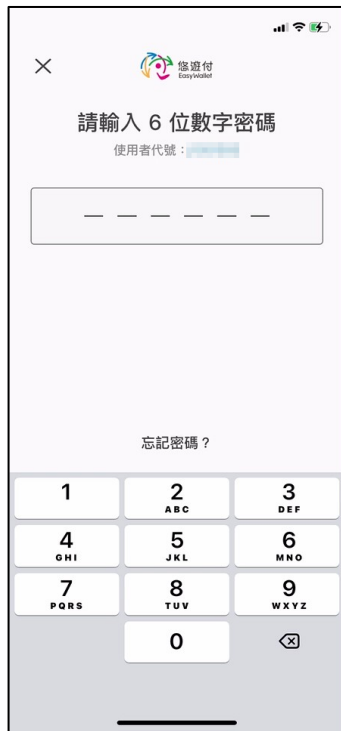 悠遊付
EasyWallet
請輸入 6 位數字密碼
使用者代號：
忘記密碼？
1
2
ABC
3
DEF
4
GHI
5
JKL
6
MNO
7
PQRS
8
TUV
9
WXYZ
0